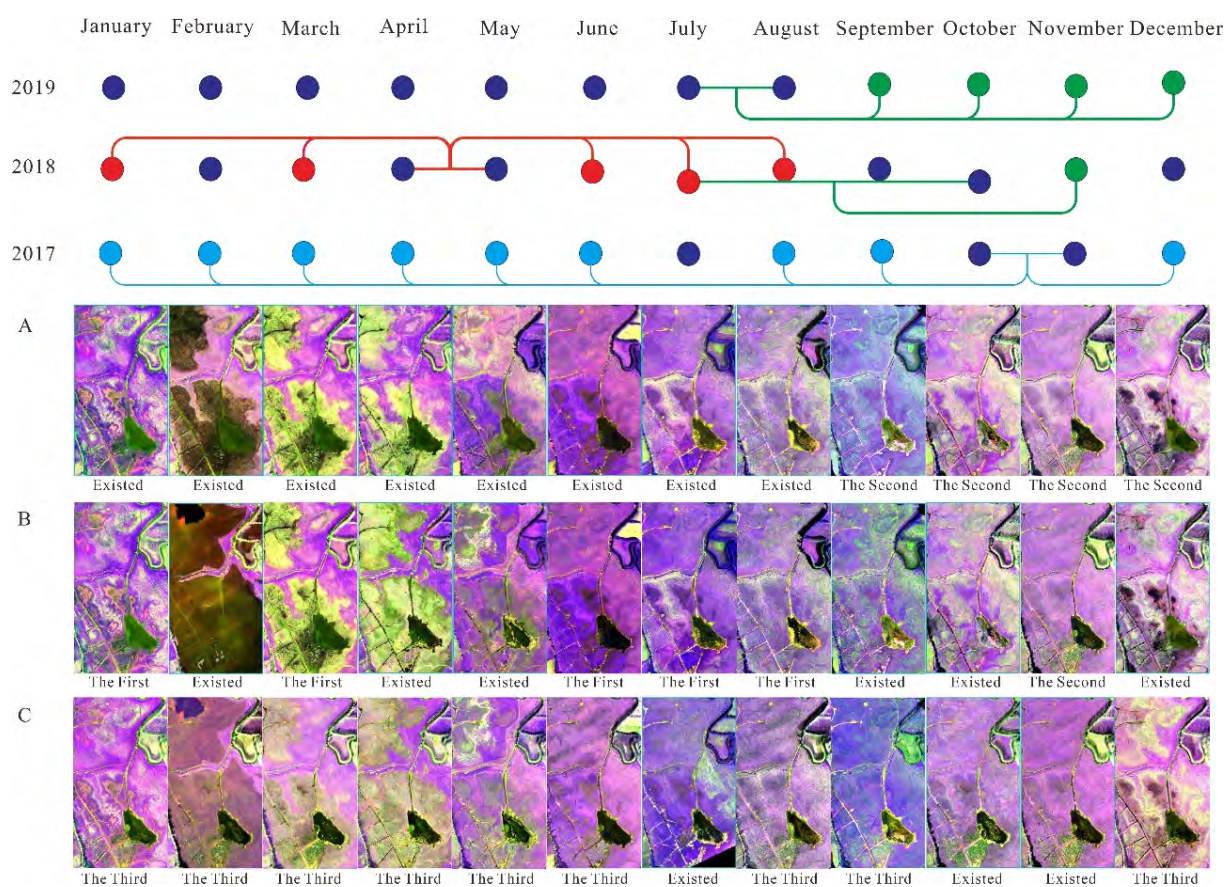 January February March April May June July August September October November December
2019
2018
2017
A
Existed Existed Existed Existed Existed Existed Existed Existed The Second The Second The Second The Second
B
The First Existed The First Existed Existed The First The First The First Existed Existed The Second Existed
C
The Third The Third The Third The Third The Third The Third Existed The Third The Third Existed Existed The Third